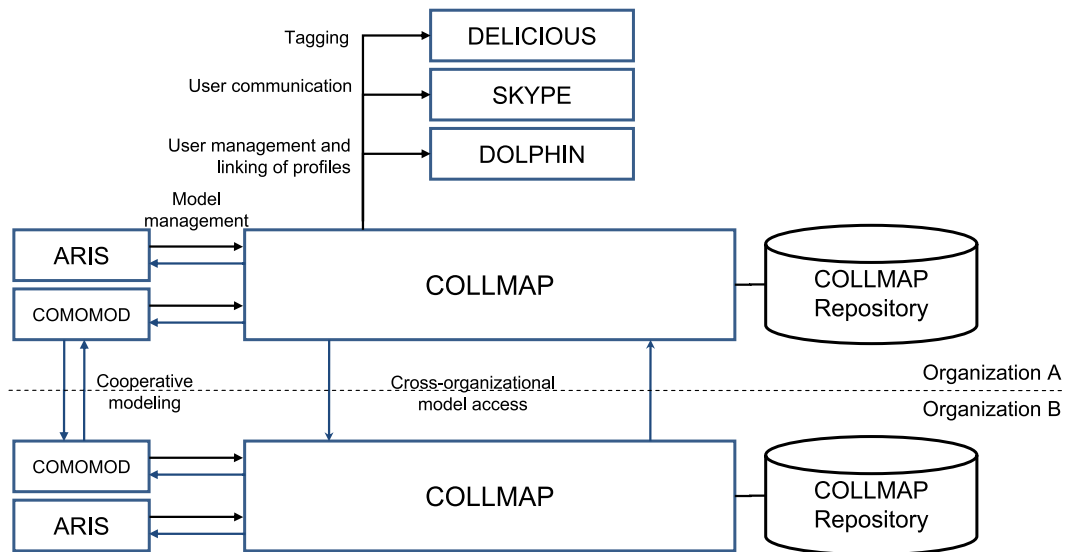 Tagging
DELICIOUS
User communication
SKYPE
User management and
linking of profiles
DOLPHIN
Model
management
ARIS
COMOMOD
COLLMAP
COLLMAP
Repository
Cooperative
modeling
Cross-organizational
model access
Organization A
Organization B
COMOMOD
ARIS
COLLMAP
COLLMAP
Repository